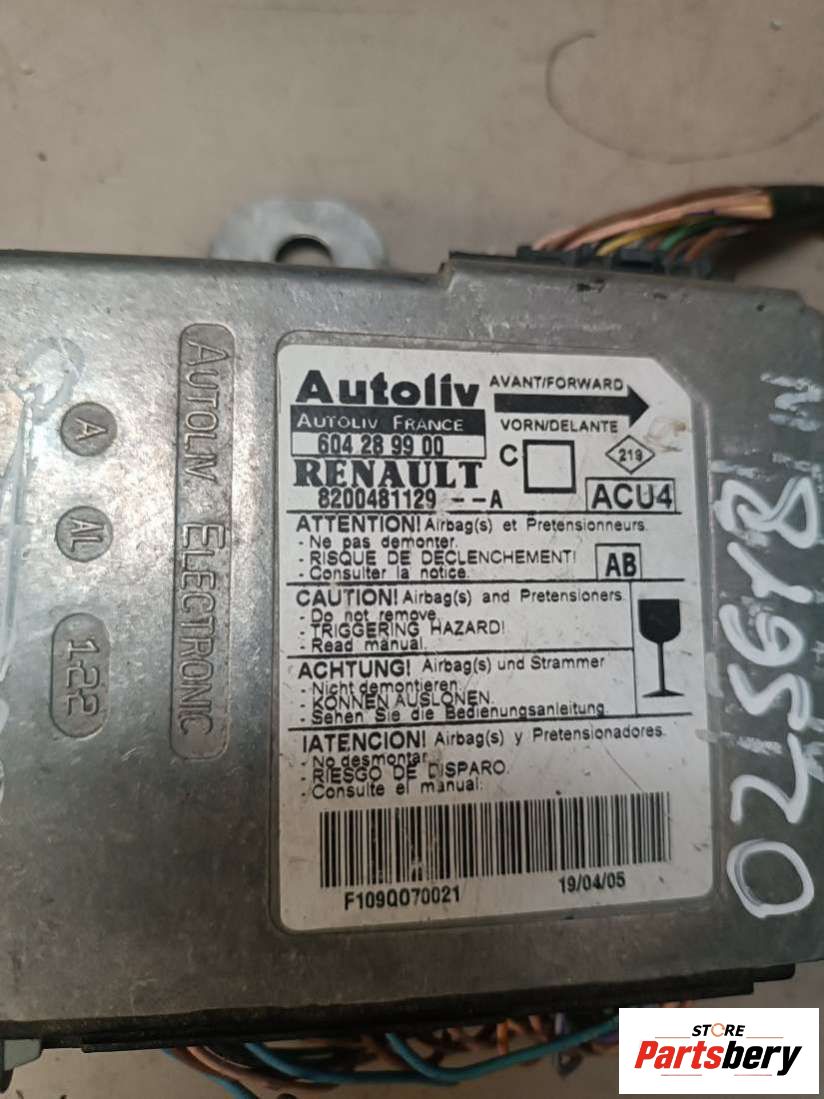 AUTOLIV ELECTRONIC
A
AL
122
Autoliv
AUTOLIV FRANCE
604 28 99 00
RENAULT
8200481129 --A
AVANT/FORWARD
VORN/DELANTE
C
219
ACU4
ATTENTION! Airbag(s) et Pretensionneurs.
- Ne pas demonter.
- RISQUE DE DECLENCHEMENT!
- Consulter la notice.
AB
CAUTION! Airbag(s) and Pretensioners.
- Do not remove.
- TRIGGERING HAZARD!
- Read manual.
ACHTUNG! Airbag(s) und Strammer
- Nicht demontieren.
- KONNEN AUSLONEN.
- Sehen Sie die Bedienungsanleitung.
!ATENCION! Airbag(s) y Pretensionadores.
- No desmontar.
- RIESGO DE DISPARO.
- Consulte el manual.
F109Q070021
19/04/05
STORE
Partsbery